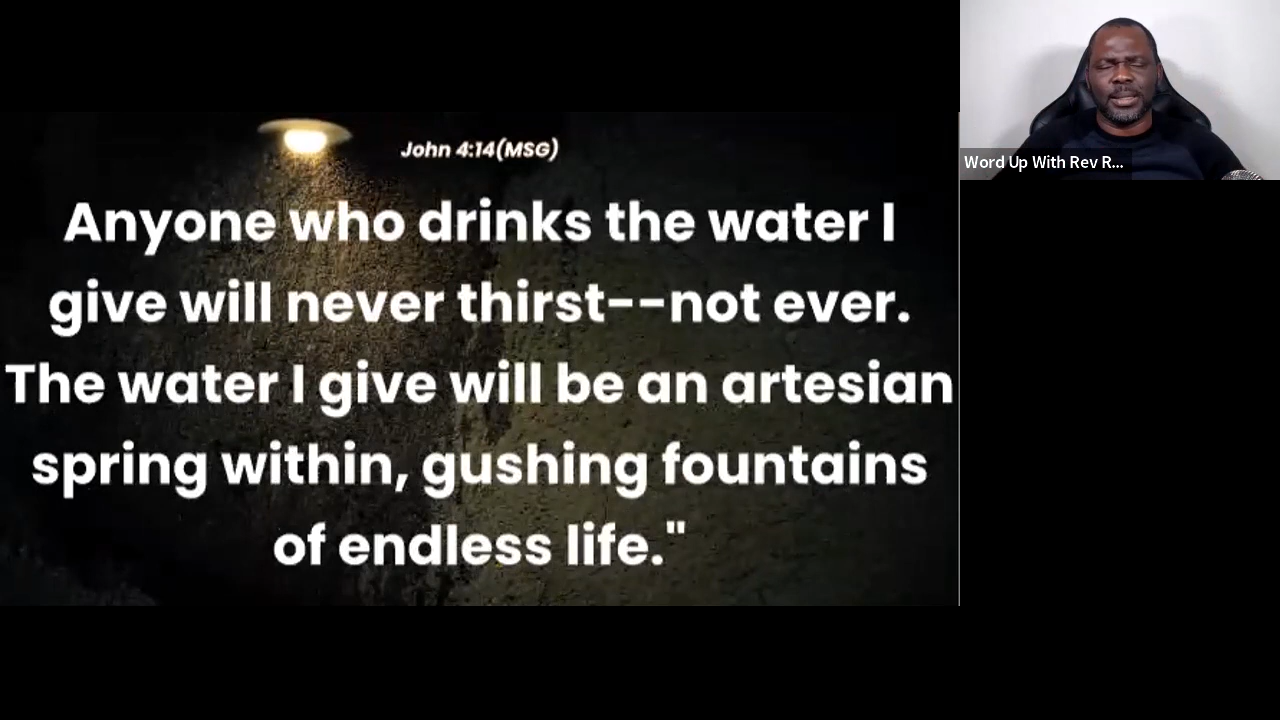 John 4:14(MSG)
Anyone who drinks the water I
give will never thirst--not ever.
The water I give will be an artesian
spring within, gushing fountains
of endless life."
Word Up With Rev R...